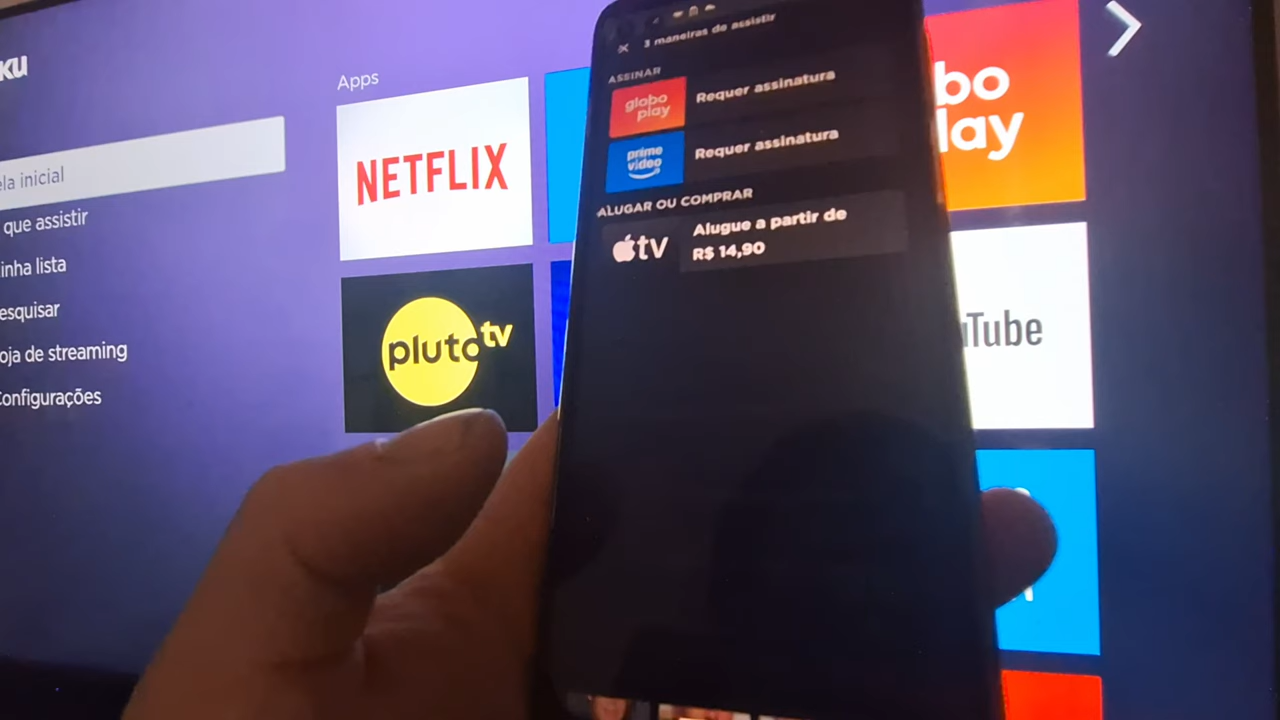 KU
Apps
ela inicial
que assistir
inha lista
esquisar
oja de streaming
Configurações
NETFLIX
pluto tv
3 maneiras de assistir
ASSINAR
globo
play
Requer assinatura
prime
video
Requer assinatura
ALUGAR OU COMPRAR
tv
Alugue a partir de
R$ 14,90
bo
lay
uTube